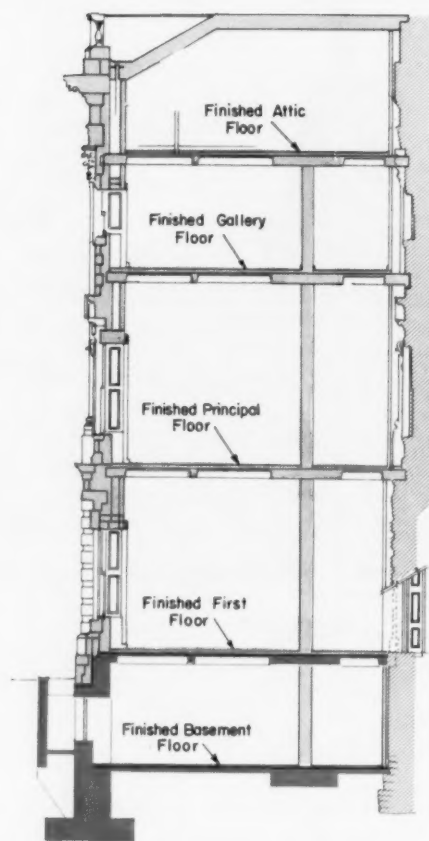 Finished Attic
Floor
Finished Gallery
Floor
Finished Principal
Floor
Finished First
Floor
Finished Basement
Floor